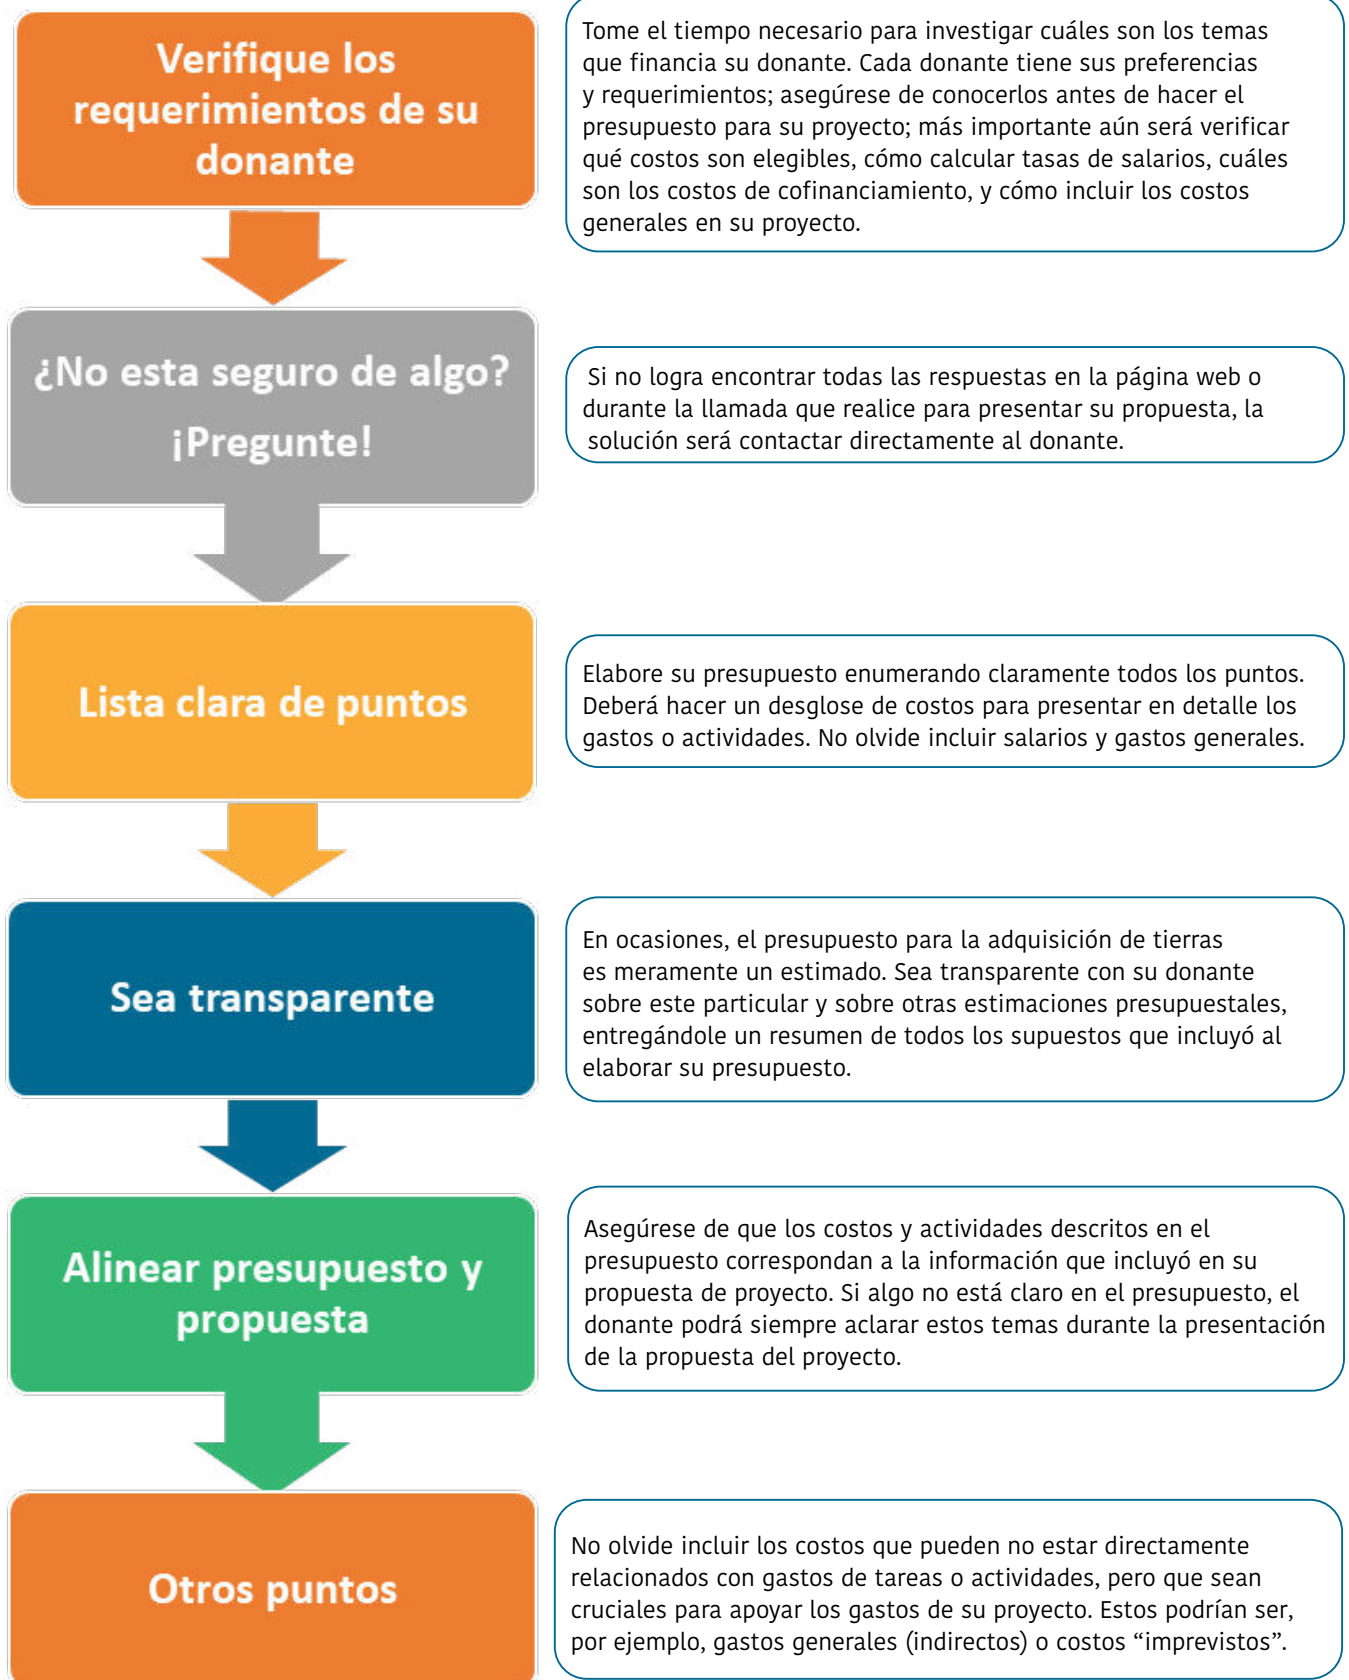 Verifique los
requerimientos de su
donante
Tome el tiempo necesario para investigar cuáles son los temas
que financia su donante. Cada donante tiene sus preferencias
y requerimientos; asegúrese de conocerlos antes de hacer el
presupuesto para su proyecto; más importante aún será verificar
qué costos son elegibles, cómo calcular tasas de salarios, cuáles
son los costos de cofinanciamiento, y cómo incluir los costos
generales en su proyecto.
¿No esta seguro de algo?
¡Pregunte!
Si no logra encontrar todas las respuestas en la página web o
durante la llamada que realice para presentar su propuesta, la
solución será contactar directamente al donante.
Lista clara de puntos
Elabore su presupuesto enumerando claramente todos los puntos.
Deberá hacer un desglose de costos para presentar en detalle los
gastos o actividades. No olvide incluir salarios y gastos generales.
Sea transparente
En ocasiones, el presupuesto para la adquisición de tierras
es meramente un estimado. Sea transparente con su donante
sobre este particular y sobre otras estimaciones presupuestales,
entregándole un resumen de todos los supuestos que incluyó al
elaborar su presupuesto.
Alinear presupuesto y
propuesta
Asegúrese de que los costos y actividades descritos en el
presupuesto correspondan a la información que incluyó en su
propuesta de proyecto. Si algo no está claro en el presupuesto, el
donante podrá siempre aclarar estos temas durante la presentación
de la propuesta del proyecto.
Otros puntos
No olvide incluir los costos que pueden no estar directamente
relacionados con gastos de tareas o actividades, pero que sean
cruciales para apoyar los gastos de su proyecto. Estos podrían ser,
por ejemplo, gastos generales (indirectos) o costos “imprevistos”.